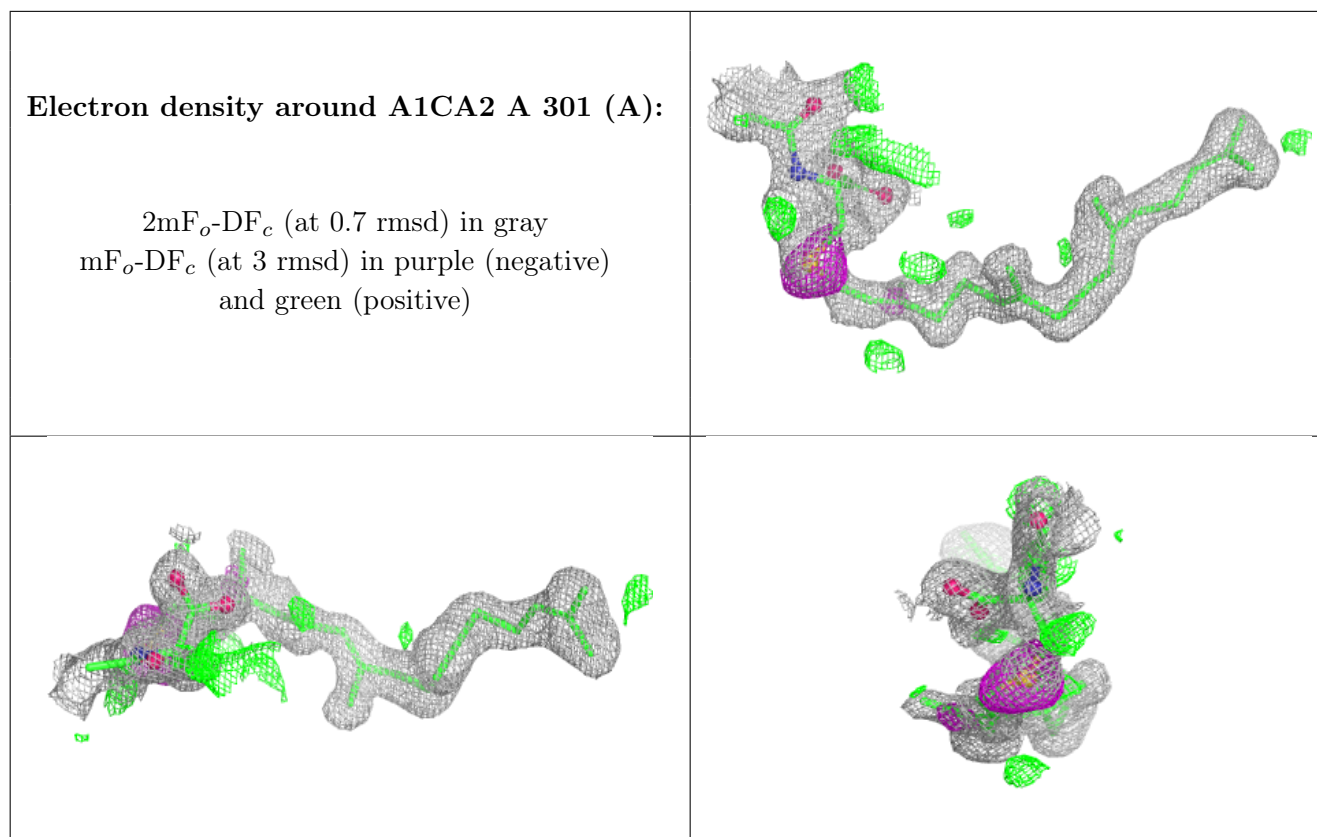 Electron density around A1CA2 A 301 (A):
2mFo-DFc (at 0.7 rmsd) in gray
mFo-DFc (at 3 rmsd) in purple (negative)
and green (positive)